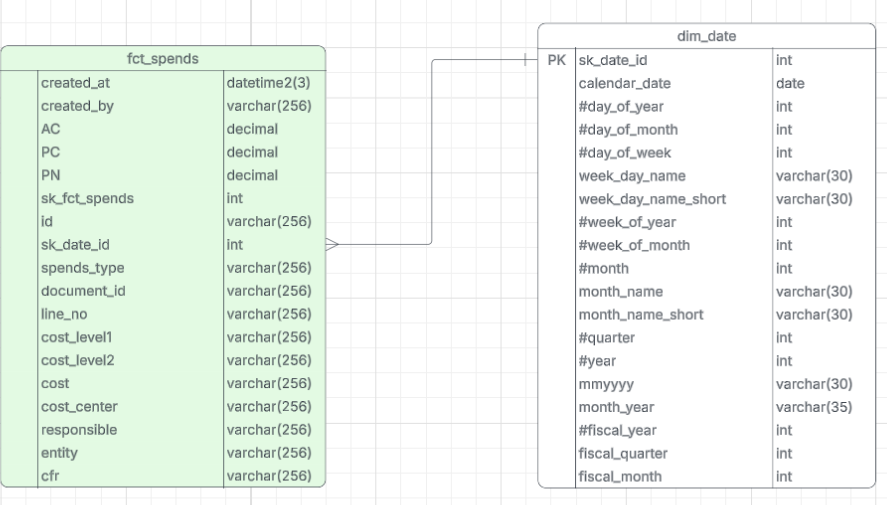 fct_spends
created_at datetime2(3)
created_by varchar(256)
AC decimal
PC decimal
PN decimal
sk_fct_spends int
id varchar(256)
sk_date_id int
spends_type varchar(256)
document_id varchar(256)
line_no varchar(256)
cost_level1 varchar(256)
cost_level2 varchar(256)
cost varchar(256)
cost_center varchar(256)
responsible varchar(256)
entity varchar(256)
cfr varchar(256)
dim_date
PK sk_date_id int
calendar_date date
#day_of_year int
#day_of_month int
#day_of_week int
week_day_name varchar(30)
week_day_name_short varchar(30)
#week_of_year int
#week_of_month int
#month int
month_name varchar(30)
month_name_short varchar(30)
#quarter int
#year int
mmyyyy varchar(30)
month_year varchar(35)
#fiscal_year int
fiscal_quarter int
fiscal_month int